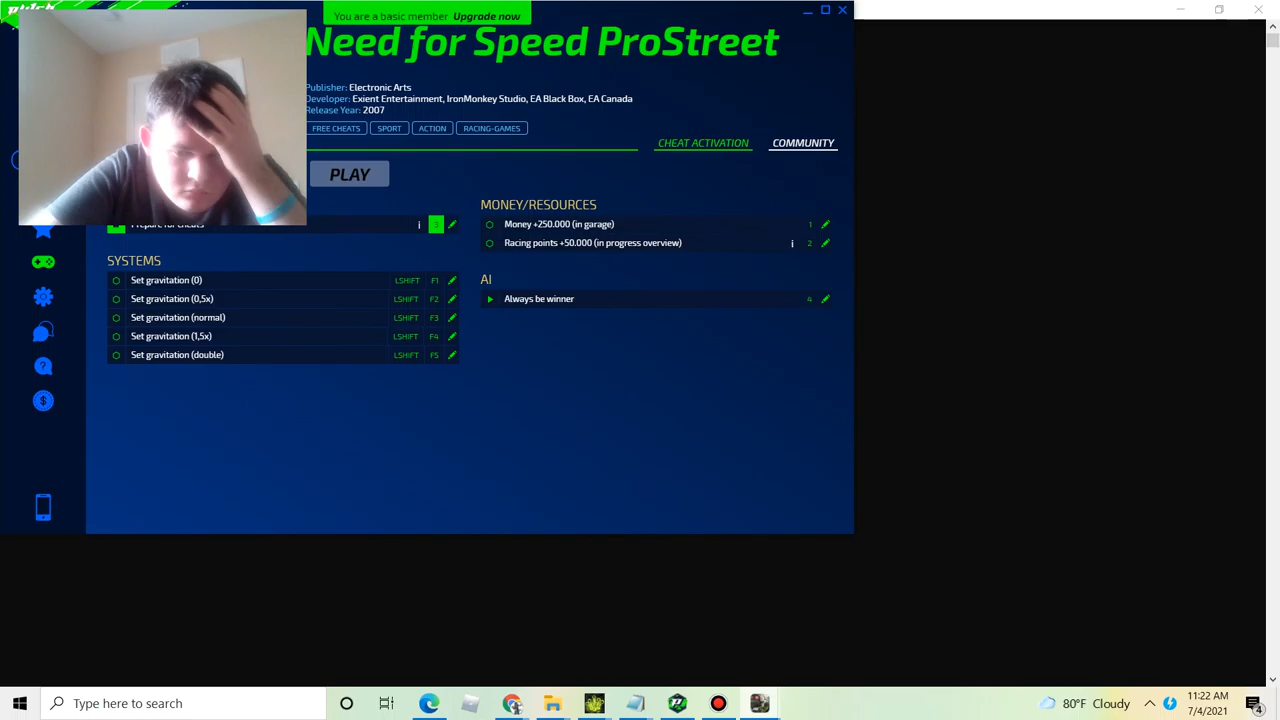 You are a basic member Upgrade now
Need for Speed ProStreet
Publisher: Electronic Arts
Developer: Exient Entertainment, IronMonkey Studio, EA Black Box, EA Canada
Release Year: 2007
FREE CHEATS SPORT ACTION RACING-GAMES
CHEAT ACTIVATION COMMUNITY
PLAY
Prepare for cheats i 3
SYSTEMS
Set gravitation (0) LSHIFT F1
Set gravitation (0,5x) LSHIFT F2
Set gravitation (normal) LSHIFT F3
Set gravitation (1,5x) LSHIFT F4
Set gravitation (double) LSHIFT F5
MONEY/RESOURCES
Money +250.000 (in garage) 1
Racing points +50.000 (in progress overview) i 2
AI
Always be winner 4
Type here to search
80°F Cloudy
11:22 AM
7/4/2021
4